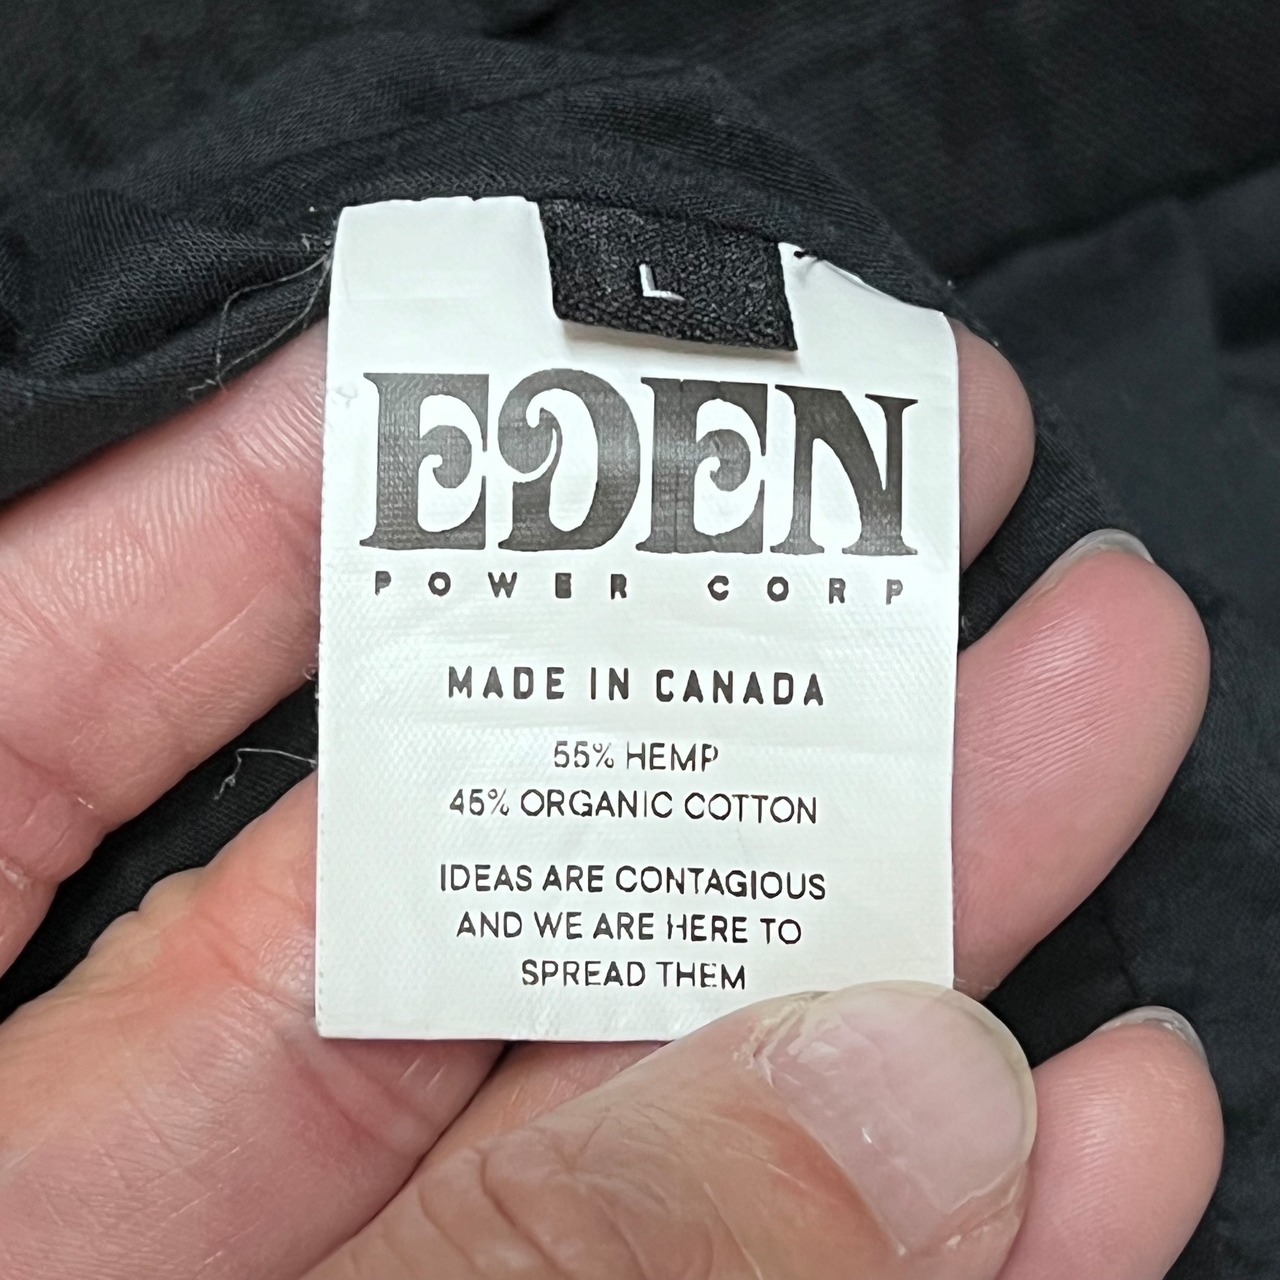 L
EDEN
POWER CORP
MADE IN CANADA
55% HEMP
45% ORGANIC COTTON
IDEAS ARE CONTAGIOUS
AND WE ARE HERE TO
SPREAD THEM